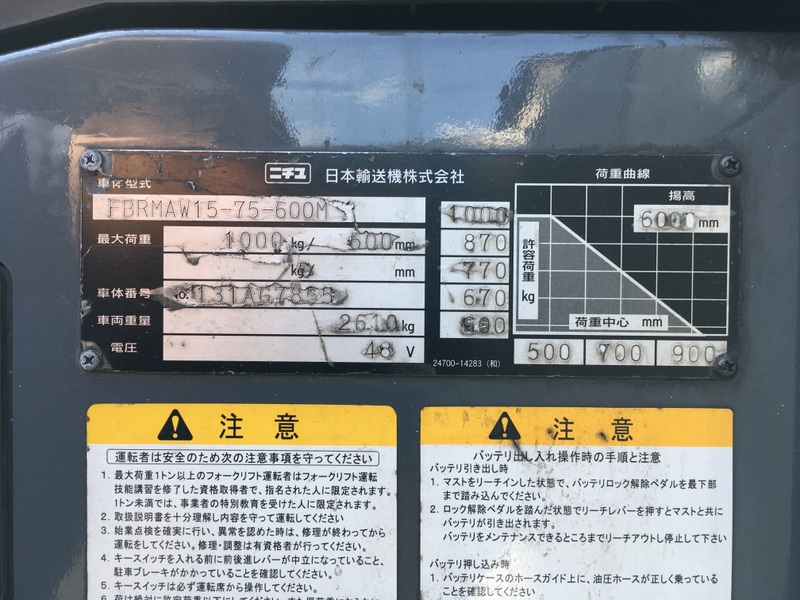 ニチユ 日本輸送機株式会社
車体型式
FBRMAW15-75-600M
最大荷重 1000 kg/ 600 mm
kg/ mm
車体番号 No. 131AG7855
車両重量 2610 kg
電圧 48 V
荷重曲線
揚高
6000 mm
1000
870
770
670
600
許容荷重 kg
荷重中心 mm
500 700 900
24700-14283 (和)
注意
運転者は安全のため次の注意事項を守ってください
1. 最大荷重1トン以上のフォークリフト運転者はフォークリフト運転
技能講習を修了した資格取得者で、指名された人に限定されます。
1トン未満では、事業者の特別教育を受けた人に限定されます。
2. 取扱説明書を十分理解し内容を守って運転してください
3. 始業点検を確実に行い、異常を認めた時は、修理が終わってから
運転をしてください。修理・調整は有資格者が行ってください。
4. キースイッチを入れる前に前後進レバーが中立になっていること、
駐車ブレーキがかかっていることを確認してください。
5. キースイッチは必ず運転席から操作してください。
注意
バッテリ出し入れ操作時の手順と注意
バッテリ引き出し時
1. マストをリーチインした状態で、バッテリロック解除ペダルを最下部
まで踏み込んでください。
2. ロック解除ペダルを踏んだ状態でリーチレバーを押すとマストと共に
バッテリが引き出されます。
バッテリをメンテナンスできるところまでリーチアウトし停止して下さい
バッテリ押し込み時
1. バッテリケースのホースガイド上に、油圧ホースが正しく乗っている
ことを確認してください